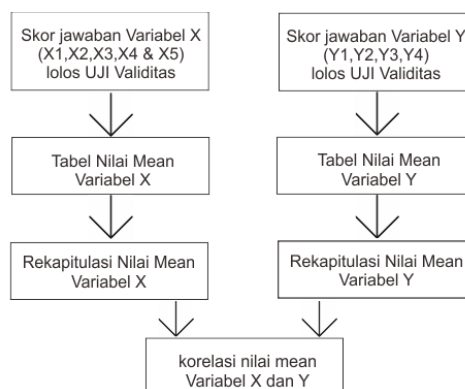 Skor jawaban Variabel X
(X1,X2,X3,X4 & X5)
lolos UJI Validitas
Skor jawaban Variabel Y
(Y1,Y2,Y3,Y4)
lolos UJI Validitas
Tabel Nilai Mean
Variabel X
Tabel Nilai Mean
Variabel Y
Rekapitulasi Nilai Mean
Variabel X
Rekapitulasi Nilai Mean
Variabel Y
korelasi nilai mean
Variabel X dan Y